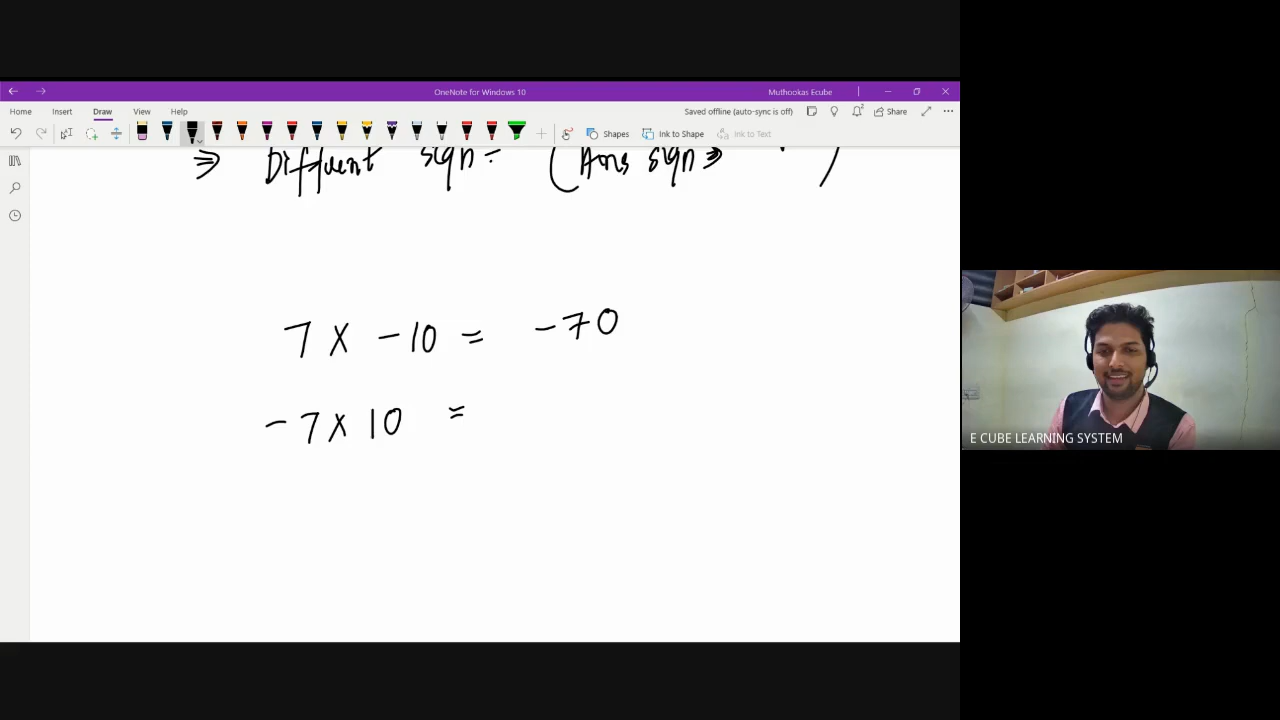 OneNote for Windows 10
Muthookas Ecube
Home Insert Draw View Help
Saved offline (auto-sync is off)
Share
Shapes
Ink to Shape
Ink to Text
⇒ Diffuent sign :- (Ans sign ⇒ )
7 x -10 = -70
-7 x 10 =
E CUBE LEARNING SYSTEM